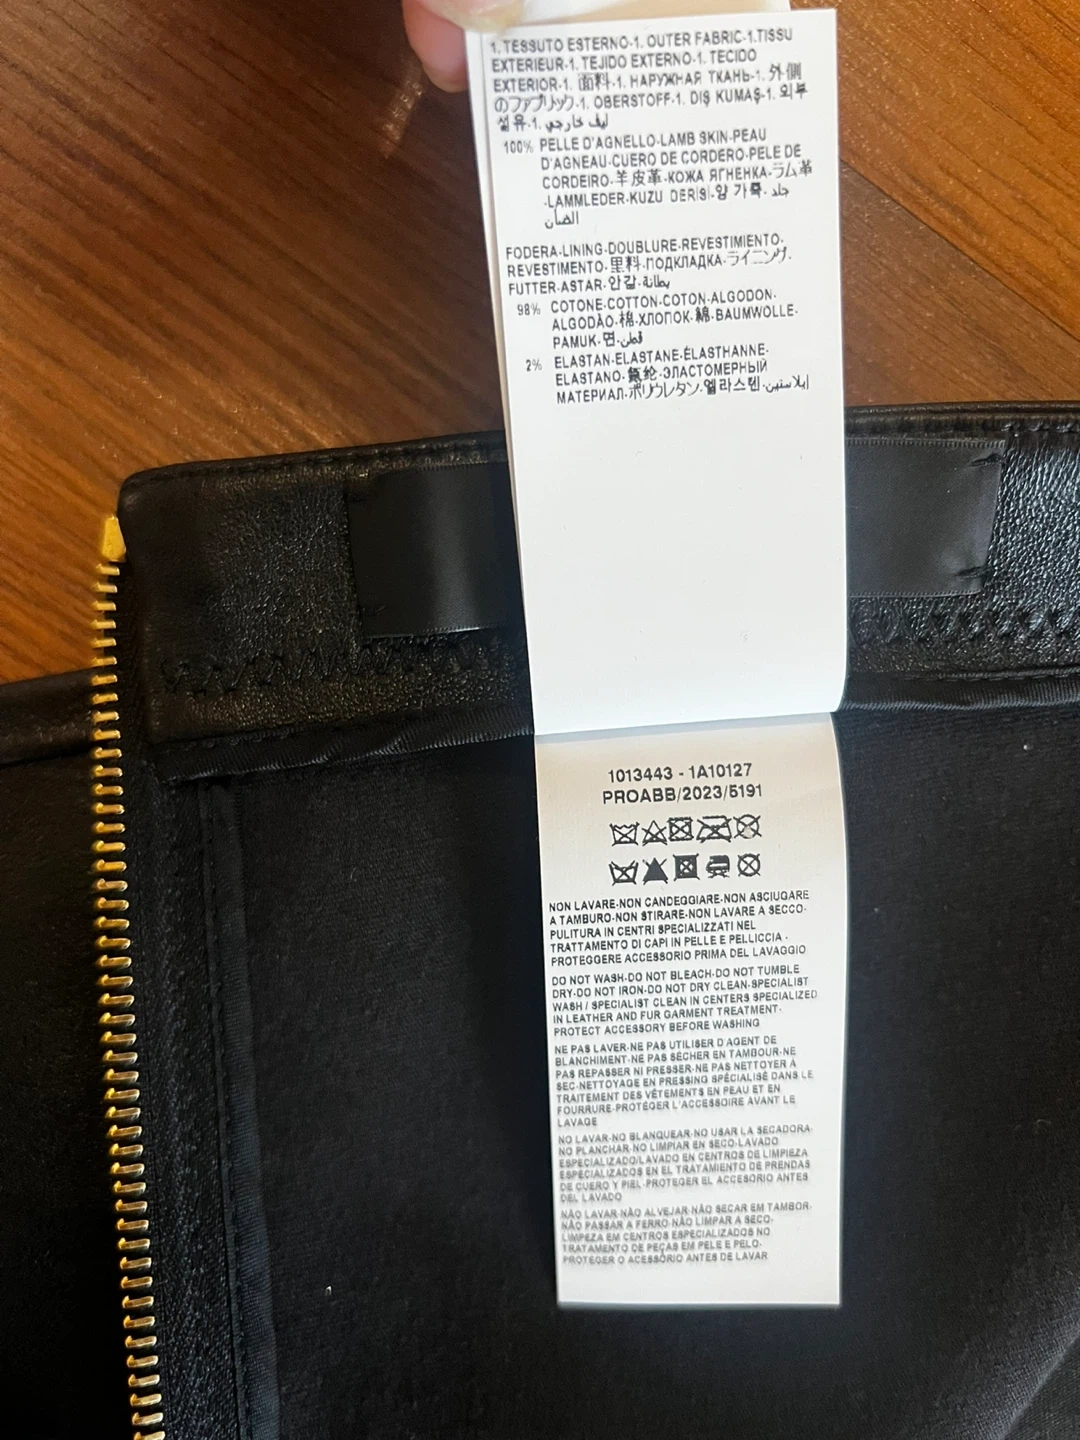 1. TESSUTO ESTERNO-1. OUTER FABRIC-1.TISSU
EXTERIEUR-1. TEJIDO EXTERNO-1. TECIDO
EXTERIOR-1. 面料-1. НАРУЖНАЯ ТКАНЬ-1. 外側
のファブリック-1. OBERSTOFF-1. DIŞ KUMAŞ-1. 외부
섬유-1. ليف خارجي
100% PELLE D'AGNELLO-LAMB SKIN-PEAU
D'AGNEAU-CUERO DE CORDERO-PELE DE
CORDEIRO-羊皮革-КОЖА ЯГНЕНКА-ラム革
-LAMMLEDER-KUZU DERİSİ-양 가죽-جلد
الضأن
FODERA-LINING-DOUBLURE-REVESTIMIENTO-
REVESTIMENTO-里料-ПОДКЛАДКА-ライニング-
FUTTER-ASTAR-안감-بطانة
98% COTONE-COTTON-COTON-ALGODON-
ALGODÃO-棉-ХЛОПОК-綿-BAUMWOLLE-
PAMUK-면-قطن
2% ELASTAN-ELASTANE-ÉLASTHANNE-
ELASTANO-氨纶-ЭЛАСТОМЕРНЫЙ
МАТЕРИАЛ-ポリウレタン-엘라스텐-إيلاستين
1013443 - 1A10127
PROABB/2023/5191
NON LAVARE-NON CANDEGGIARE-NON ASCIUGARE
A TAMBURO-NON STIRARE-NON LAVARE A SECCO-
PULITURA IN CENTRI SPECIALIZZATI NEL
TRATTAMENTO DI CAPI IN PELLE E PELLICCIA -
PROTEGGERE ACCESSORIO PRIMA DEL LAVAGGIO
DO NOT WASH-DO NOT BLEACH-DO NOT TUMBLE
DRY-DO NOT IRON-DO NOT DRY CLEAN-SPECIALIST
WASH / SPECIALIST CLEAN IN CENTERS SPECIALIZED
IN LEATHER AND FUR GARMENT TREATMENT-
PROTECT ACCESSORY BEFORE WASHING
NE PAS LAVER-NE PAS UTILISER D'AGENT DE
BLANCHIMENT-NE PAS SÉCHER EN TAMBOUR-NE
PAS REPASSER NI PRESSER-NE PAS NETTOYER À
SEC-NETTOYAGE EN PRESSING SPÉCIALISÉ DANS LE
TRAITEMENT DES VÊTEMENTS EN PEAU ET EN
FOURRURE-PROTÉGER L'ACCESSOIRE AVANT LE
LAVAGE
NO LAVAR-NO BLANQUEAR-NO USAR LA SECADORA-
NO PLANCHAR-NO LIMPIAR EN SECO-LAVADO
ESPECIALIZADO/LAVADO EN CENTROS DE LIMPIEZA
ESPECIALIZADOS EN EL TRATAMIENTO DE PRENDAS
DE CUERO Y PIEL-PROTEGER EL ACCESORIO ANTES
DEL LAVADO
NÃO LAVAR-NÃO ALVEJAR-NÃO SECAR EM TAMBOR-
NÃO PASSAR A FERRO-NÃO LIMPAR A SECO-
LIMPEZA EM CENTROS ESPECIALIZADOS NO
TRATAMENTO DE PEÇAS EM PELE E PELO-
PROTEGER O ACESSÓRIO ANTES DE LAVAR